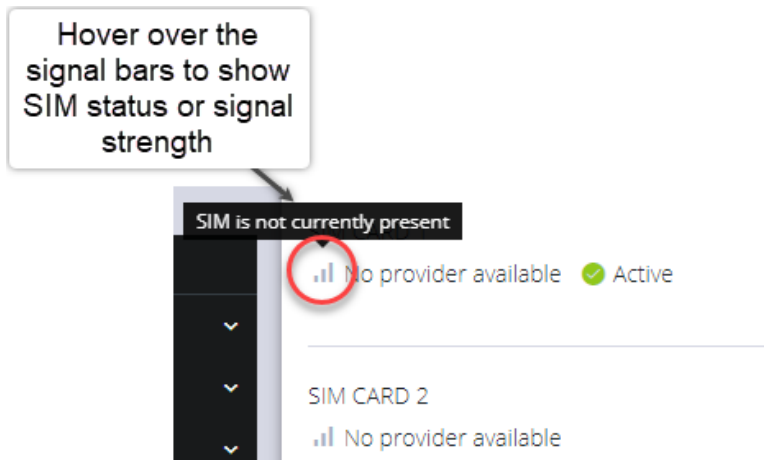 Hover over the
signal bars to show
SIM status or signal
strength
SIM is not currently present
No provider available Active
SIM CARD 2
No provider available